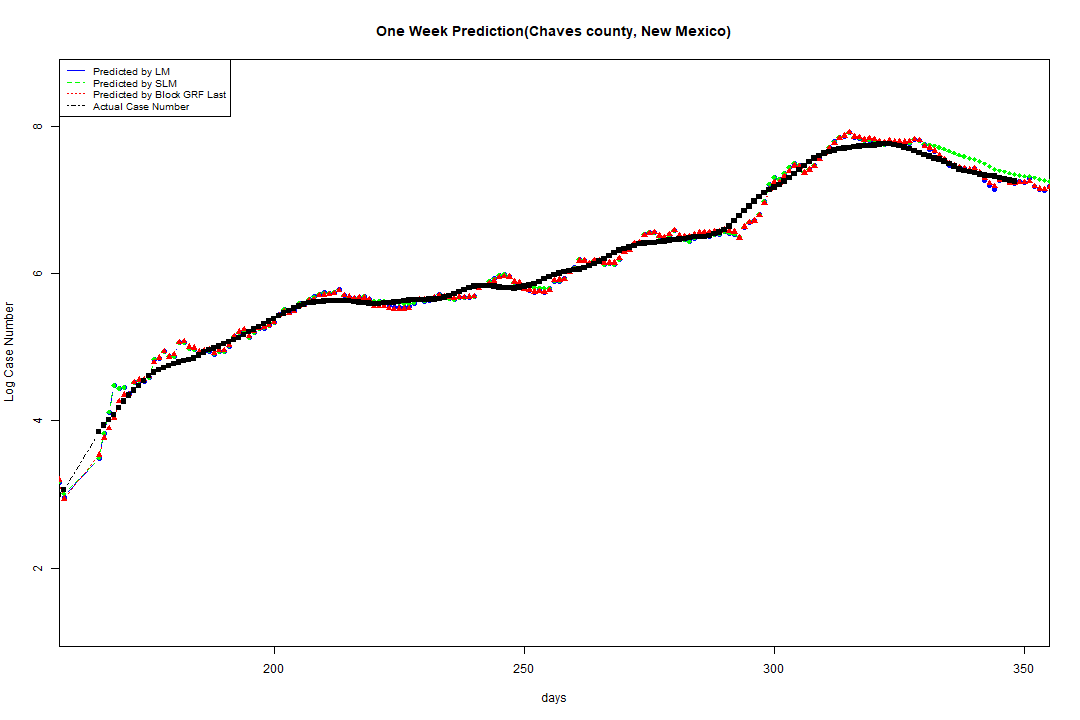 One Week Prediction(Chaves county, New Mexico)
Predicted by LM
Predicted by SLM
Predicted by Block GRF Last
Actual Case Number
8
6
4
2
Log Case Number
200 250 300 350
days